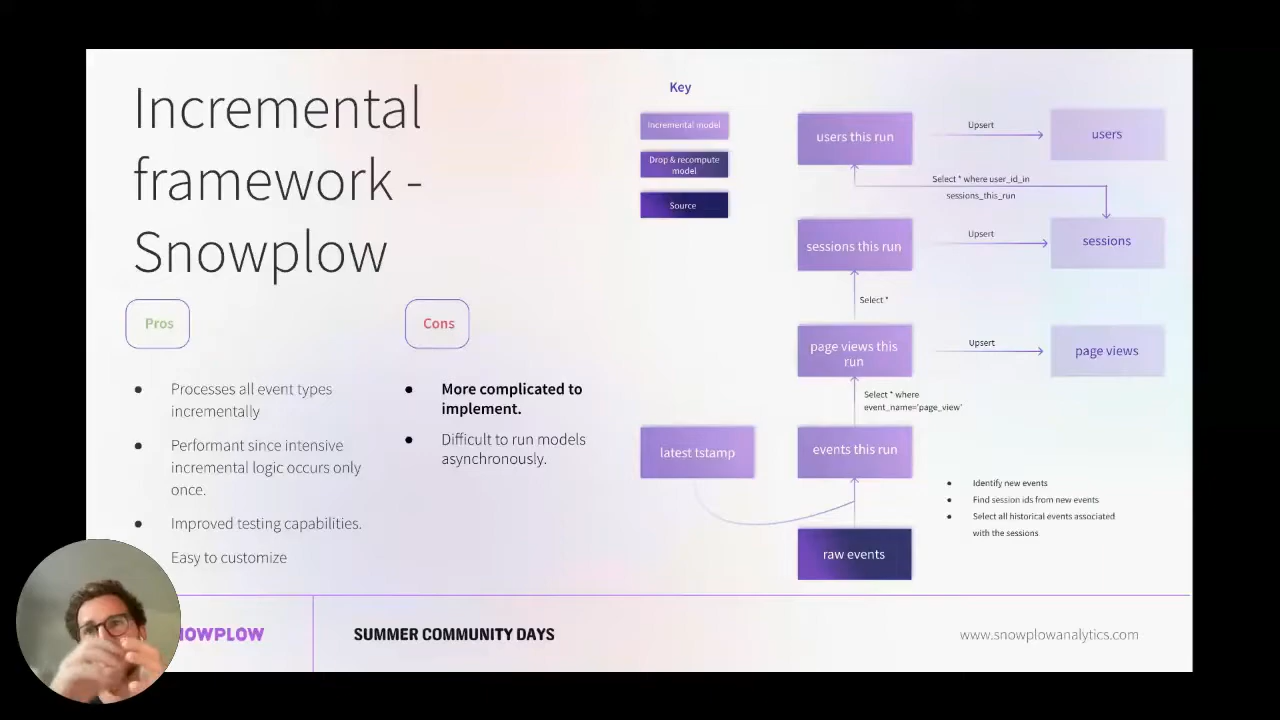 Incremental
framework -
Snowplow
Pros
Processes all event types
incrementally
Performant since intensive
incremental logic occurs only
once.
Improved testing capabilities.
Easy to customize
Cons
More complicated to
implement.
Difficult to run models
asynchronously.
Key
Incremental model
Drop & recompute
model
Source
users this run
Upsert
users
Select * where user_id_in
sessions_this_run
sessions this run
Upsert
sessions
Select *
page views this
run
Upsert
page views
Select * where
event_name='page_view'
latest tstamp
events this run
Identify new events
Find session ids from new events
Select all historical events associated
with the sessions
raw events
NOWPLOW
SUMMER COMMUNITY DAYS
www.snowplowanalytics.com